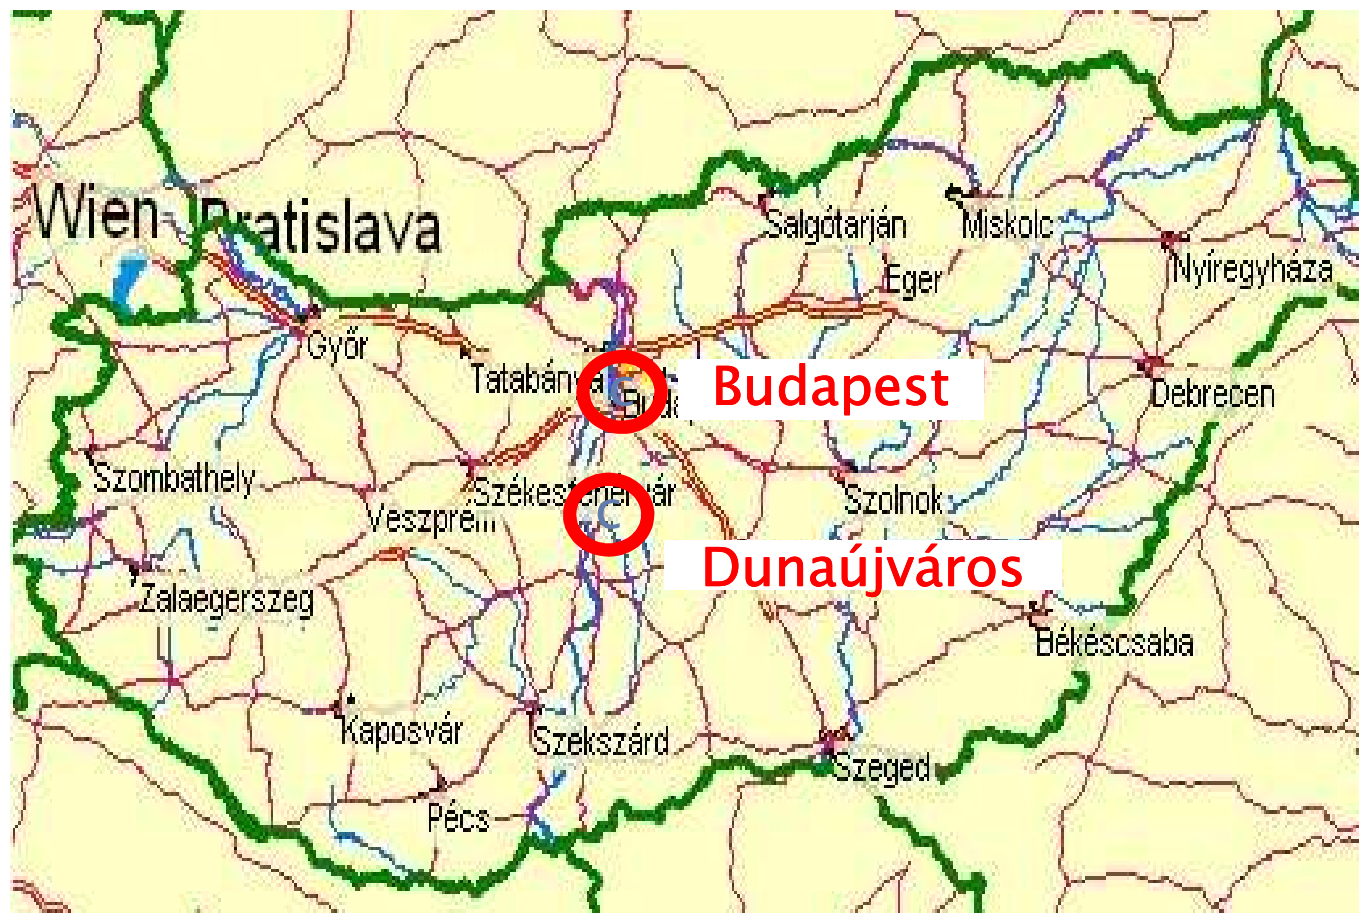 Wien
Bratislava
Salgótarján
Miskolc
Nyíregyháza
Eger
Győr
Tatabánya
Budapest
Debrecen
Szombathely
Székesfehérvár
Veszprém
Szolnok
C
Dunaújváros
Zalaegerszeg
Békéscsaba
Kaposvár
Szekszárd
Szeged
Pécs